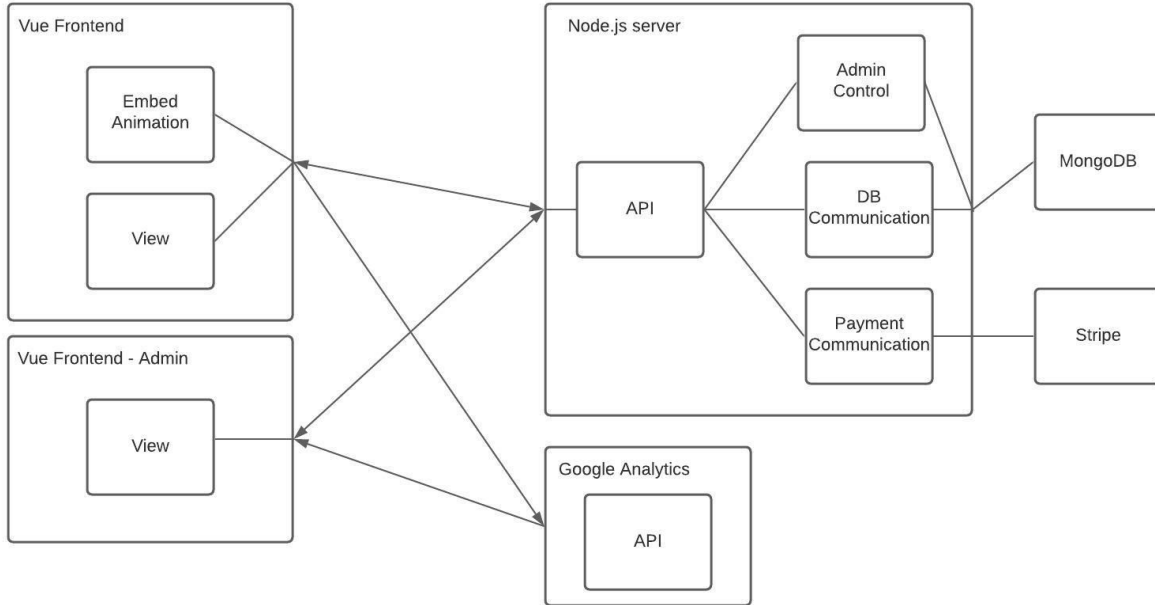 Vue Frontend
Embed
Animation
View
Vue Frontend - Admin
View
Node.js server
API
Admin
Control
DB
Communication
Payment
Communication
MongoDB
Stripe
Google Analytics
API